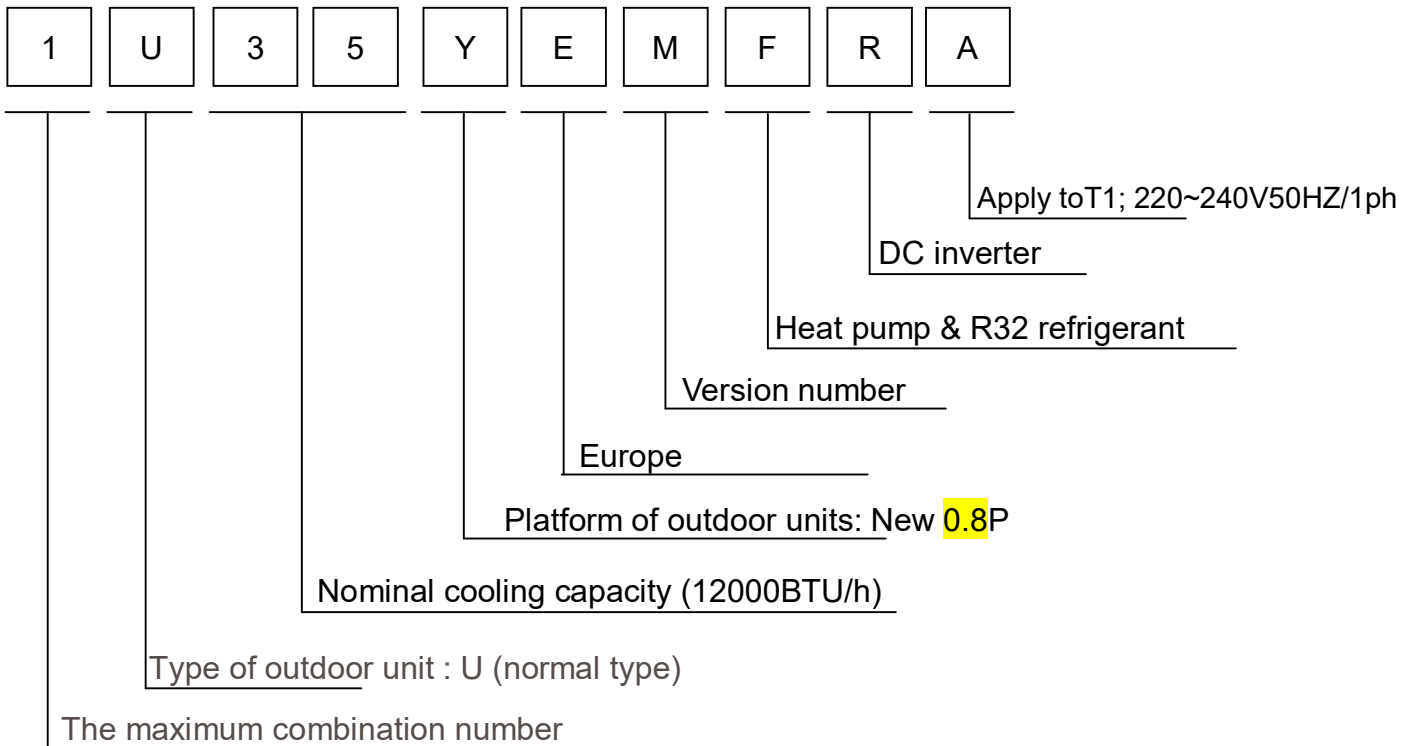 1 U 3 5 Y E M F R A
Apply toT1; 220~240V50HZ/1ph
DC inverter
Heat pump & R32 refrigerant
Version number
Europe
Platform of outdoor units: New 0.8P
Nominal cooling capacity (12000BTU/h)
Type of outdoor unit : U (normal type)
The maximum combination number